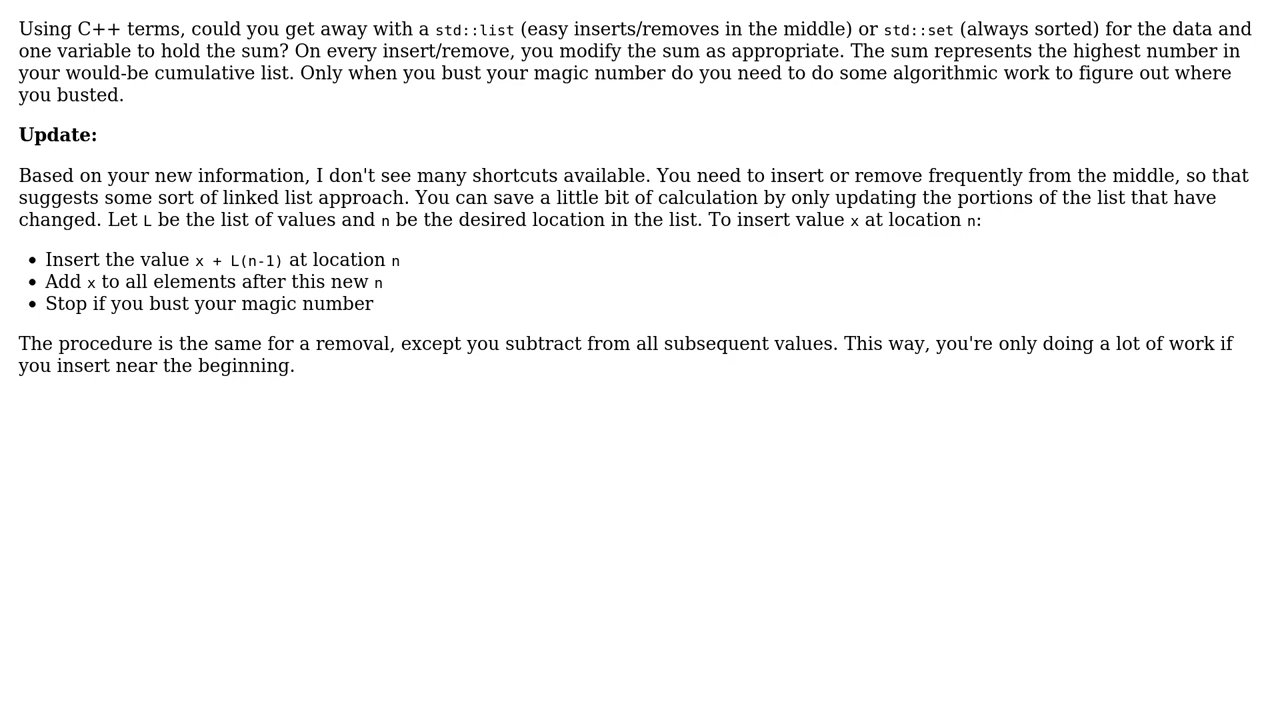 Using C++ terms, could you get away with a std::list (easy inserts/removes in the middle) or std::set (always sorted) for the data and
one variable to hold the sum? On every insert/remove, you modify the sum as appropriate. The sum represents the highest number in
your would-be cumulative list. Only when you bust your magic number do you need to do some algorithmic work to figure out where
you busted.
Update:
Based on your new information, I don't see many shortcuts available. You need to insert or remove frequently from the middle, so that
suggests some sort of linked list approach. You can save a little bit of calculation by only updating the portions of the list that have
changed. Let L be the list of values and n be the desired location in the list. To insert value x at location n:
• Insert the value x + L(n-1) at location n
• Add x to all elements after this new n
• Stop if you bust your magic number
The procedure is the same for a removal, except you subtract from all subsequent values. This way, you're only doing a lot of work if
you insert near the beginning.